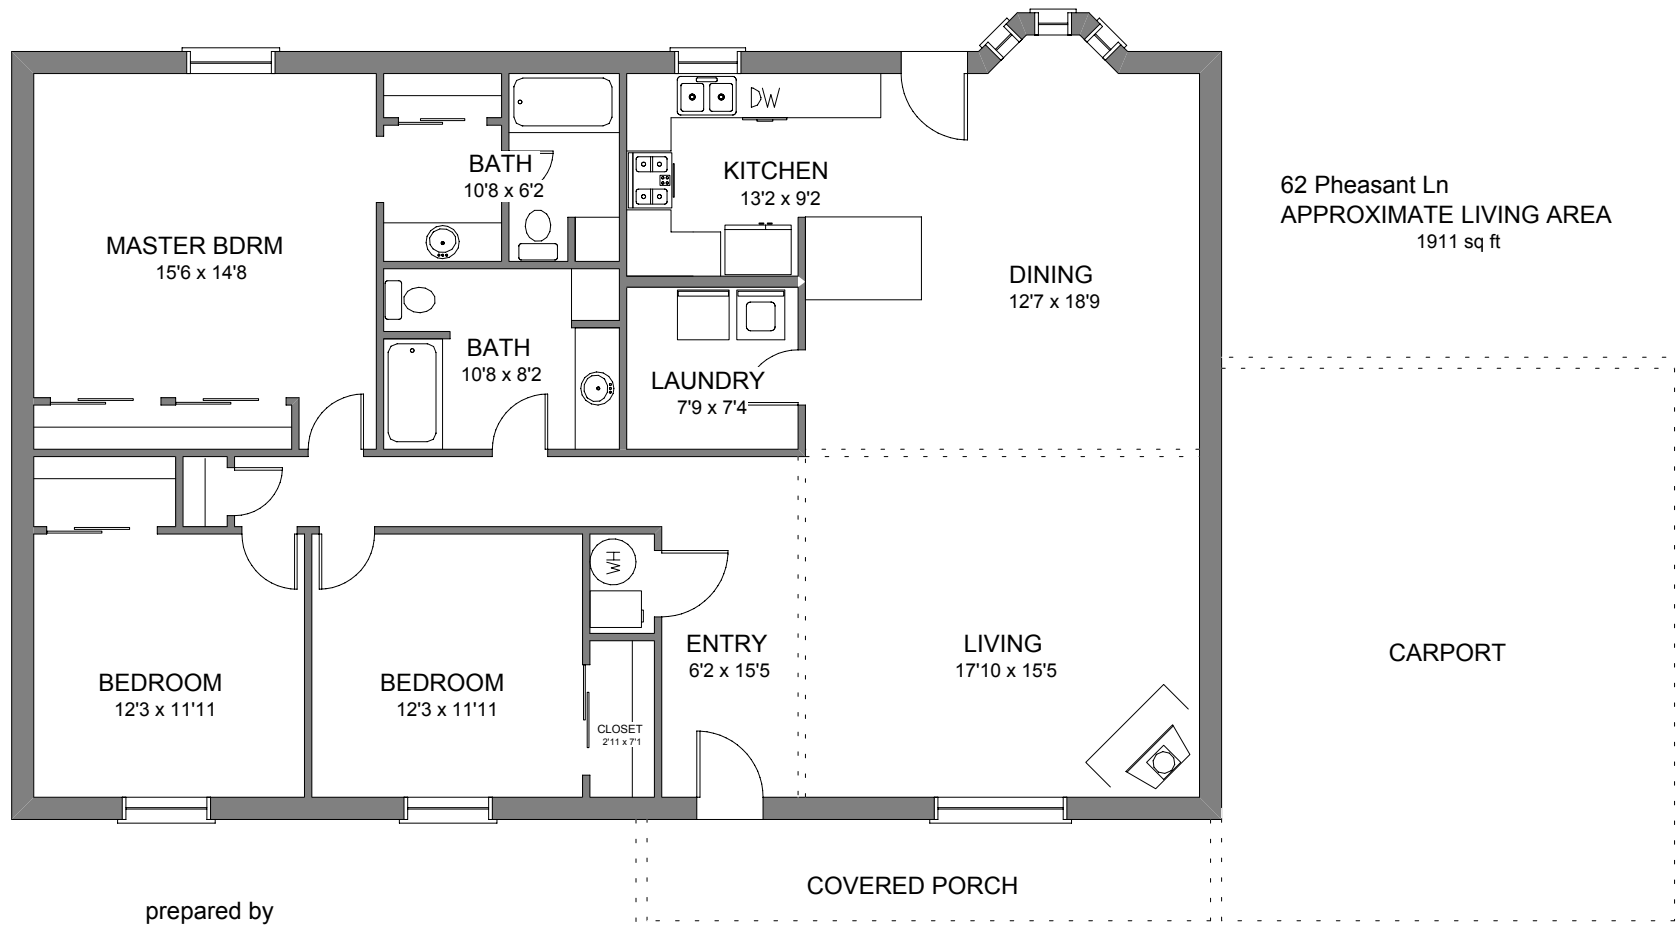 DW
BATH
10'8 x 6'2
KITCHEN
13'2 x 9'2
62 Pheasant Ln
APPROXIMATE LIVING AREA
1911 sq ft
MASTER BDRM
15'6 x 14'8
DINING
12'7 x 18'9
BATH
10'8 x 8'2
LAUNDRY
7'9 x 7'4
WH
ENTRY
6'2 x 15'5
LIVING
17'10 x 15'5
CARPORT
BEDROOM
12'3 x 11'11
BEDROOM
12'3 x 11'11
CLOSET
2'11 x 7'1
COVERED PORCH
prepared by